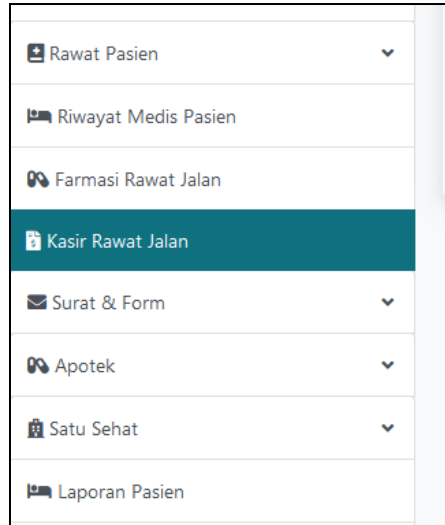 Rawat Pasien
Riwayat Medis Pasien
Farmasi Rawat Jalan
Kasir Rawat Jalan
Surat & Form
Apotek
Satu Sehat
Laporan Pasien